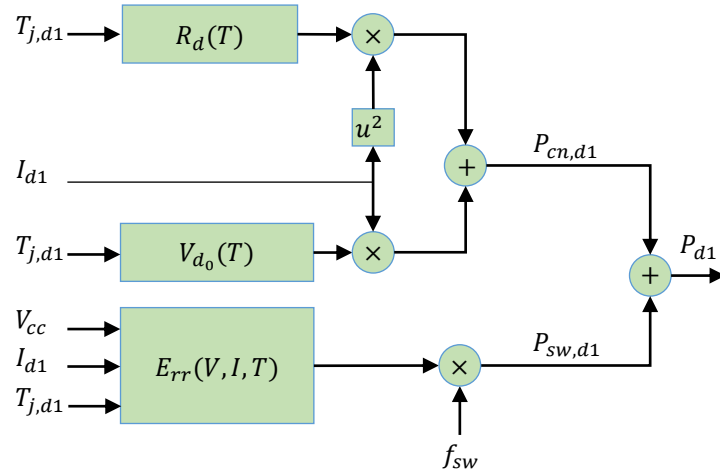 T_{j,d1}
R_d(T)
×
u^2
I_{d1}
P_{cn,d1}
+
T_{j,d1}
V_{d_0}(T)
×
P_{d1}
+
V_{cc}
I_{d1}
E_{rr}(V, I, T)
P_{sw,d1}
×
T_{j,d1}
f_{sw}